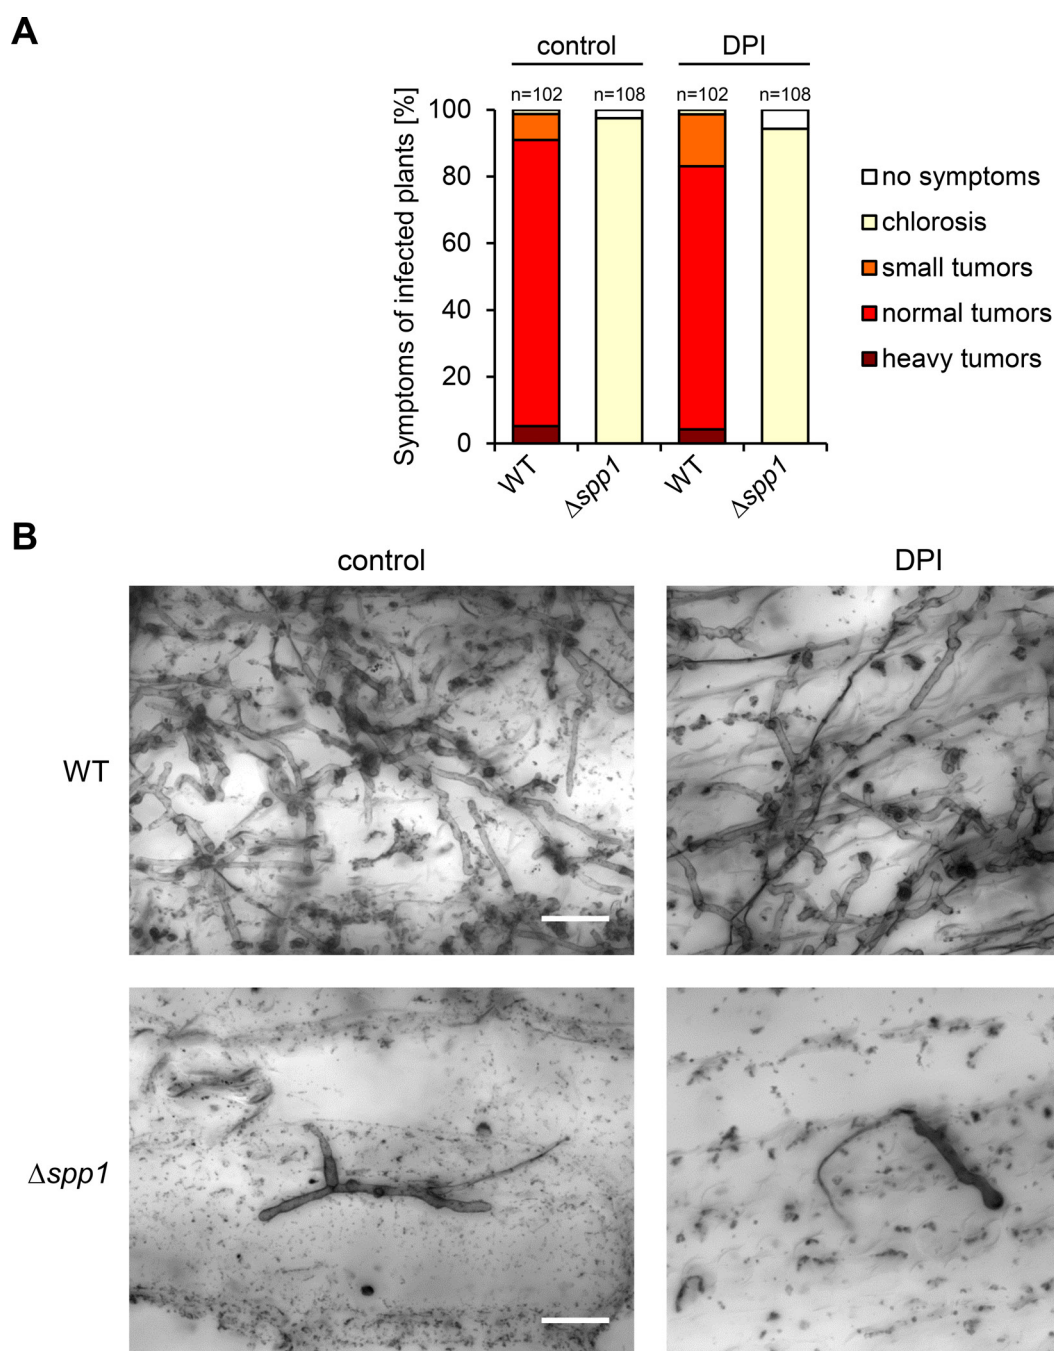 A
control DPI
n=102 n=108 n=102 n=108
Symptoms of infected plants [%]
100
80
60
40
20
0
WT Δspp1 WT Δspp1
no symptoms
chlorosis
small tumors
normal tumors
heavy tumors
B
control DPI
WT
Δspp1